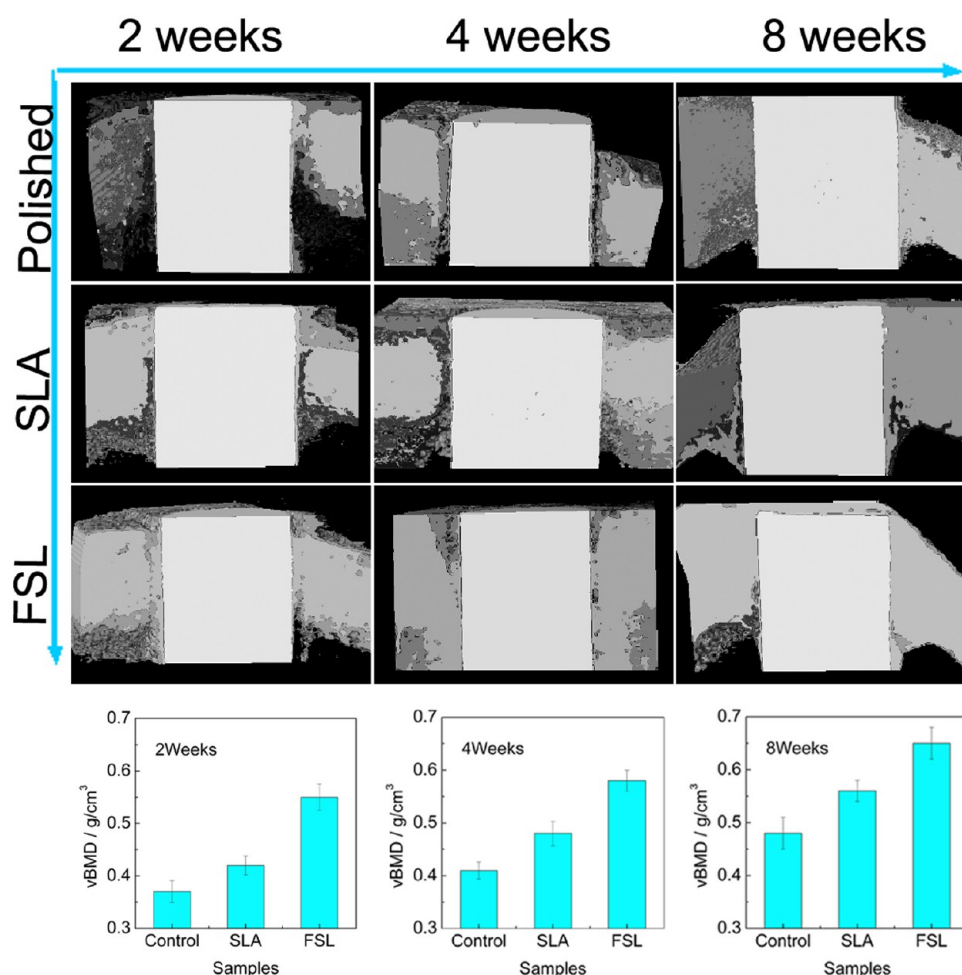 2 weeks 4 weeks 8 weeks
Polished
SLA
FSL
0.7
0.6
0.5
0.4
0.3
vBMD / g/cm³
2Weeks
Control SLA FSL
Samples
0.7
0.6
0.5
0.4
0.3
vBMD / g/cm³
4Weeks
Control SLA FSL
Samples
0.7
0.6
0.5
0.4
0.3
vBMD / g/cm³
8Weeks
Control SLA FSL
Samples